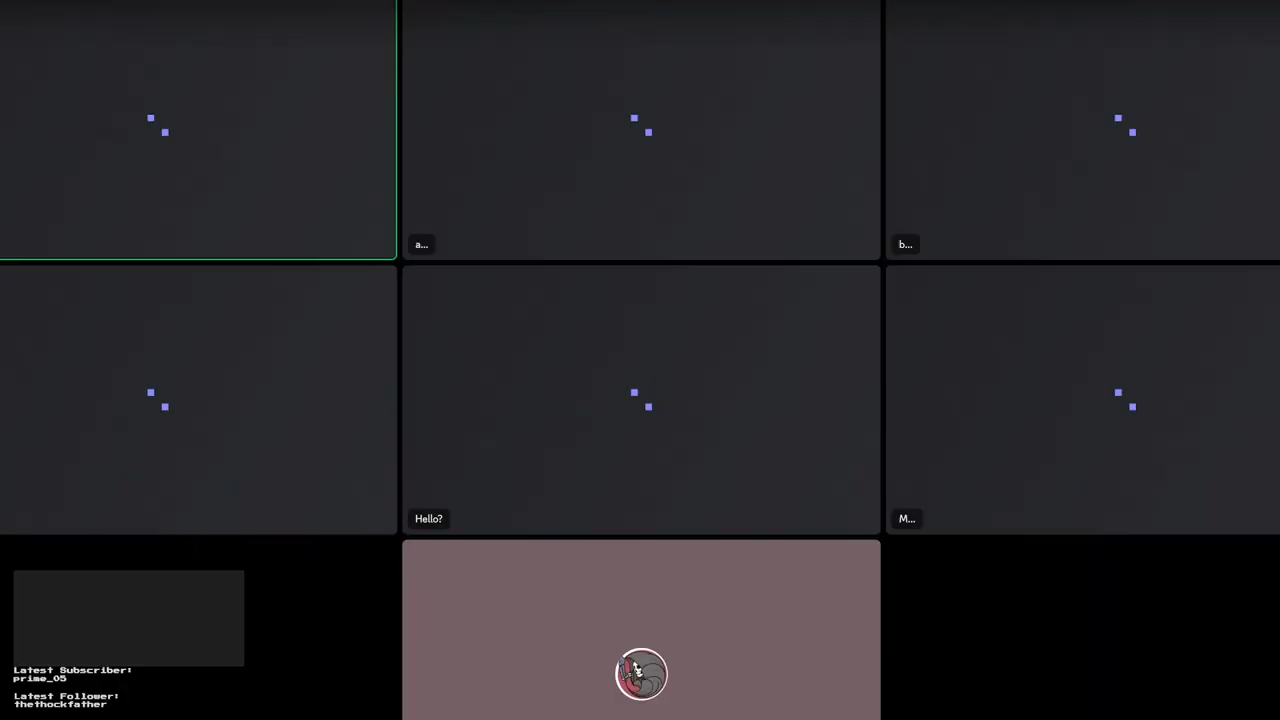 a...
b...
Hello?
M...
Latest Subscriber:
prime_05
Latest Follower:
thethockfather